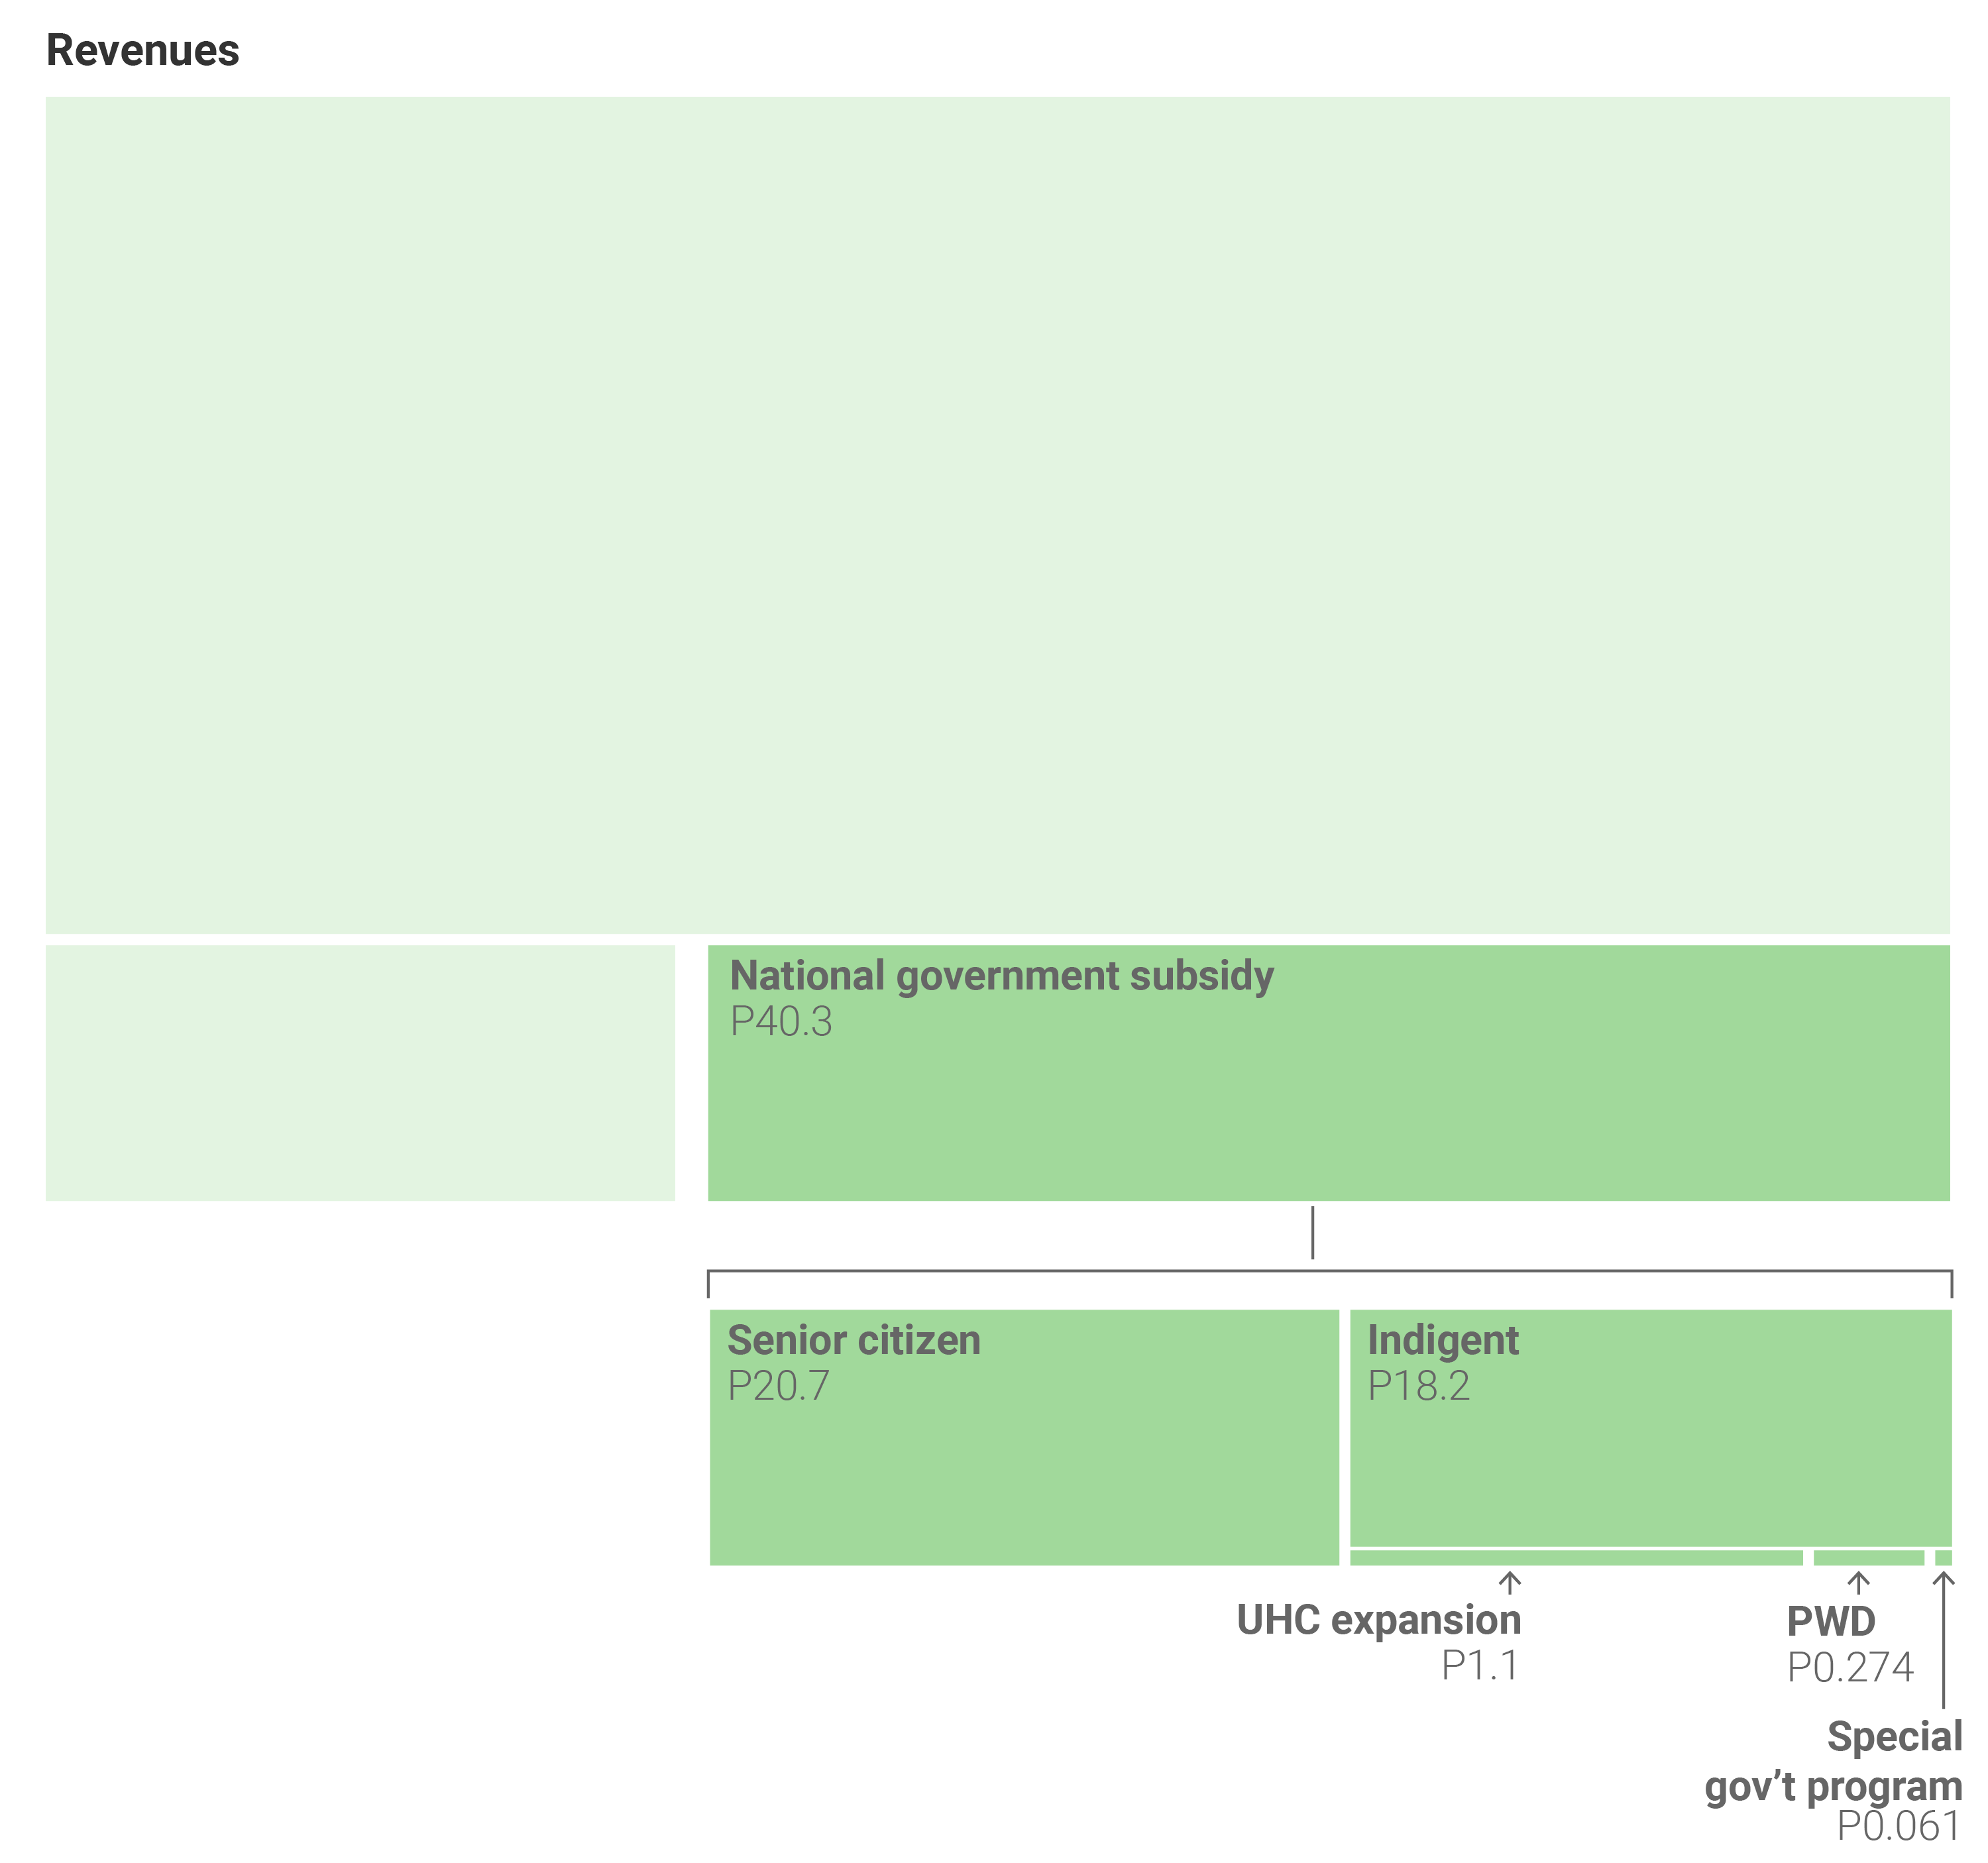 Revenues
National government subsidy
P40.3
Senior citizen
P20.7
Indigent
P18.2
UHC expansion
P1.1
PWD
P0.274
Special
gov’t program
P0.061